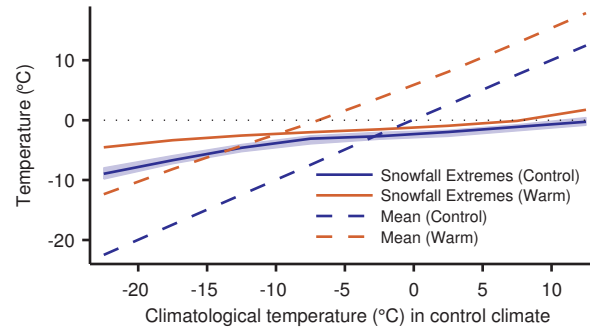 Temperature (°C)
10
0
-10
-20
Snowfall Extremes (Control)
Snowfall Extremes (Warm)
Mean (Control)
Mean (Warm)
-20 -15 -10 -5 0 5 10
Climatological temperature (°C) in control climate